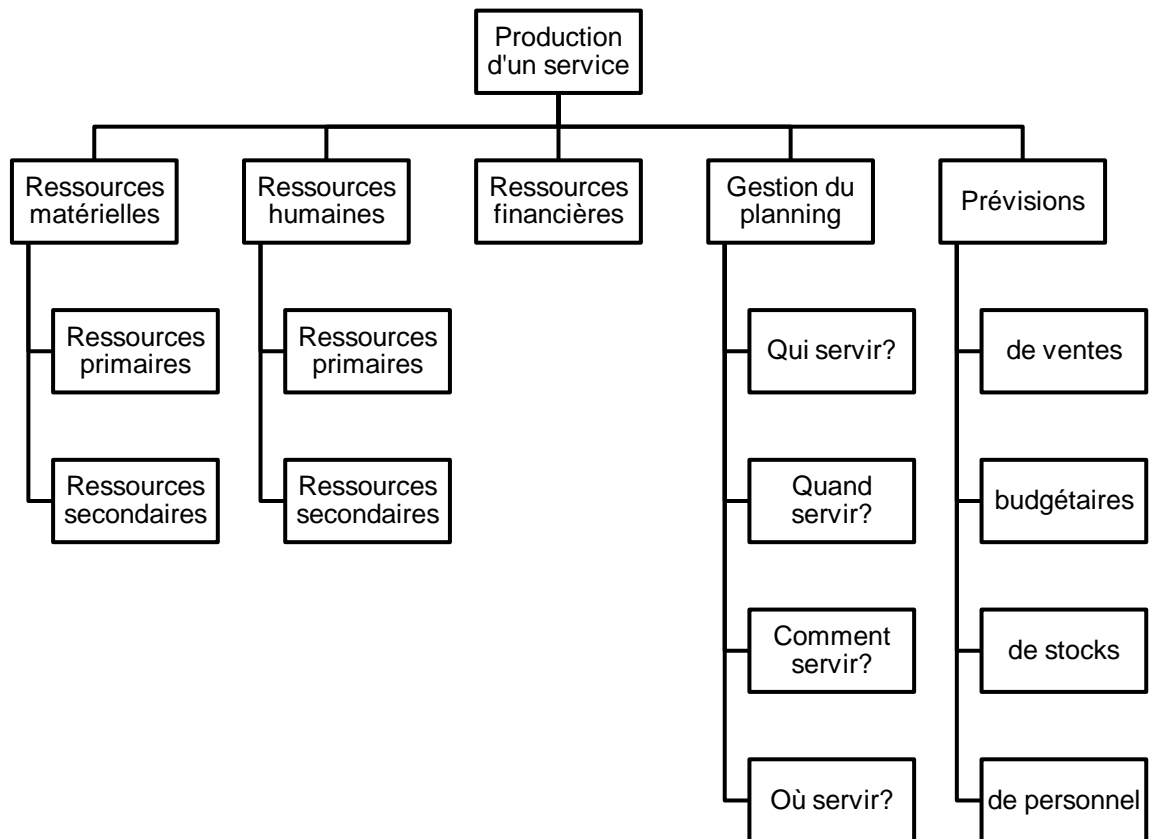 Production
d'un service
Ressources
matérielles
Ressources
humaines
Ressources
financières
Gestion du
planning
Prévisions
Ressources
primaires
Ressources
primaires
Qui servir?
de ventes
Ressources
secondaires
Ressources
secondaires
Quand
servir?
budgétaires
Comment
servir?
de stocks
Où servir?
de personnel